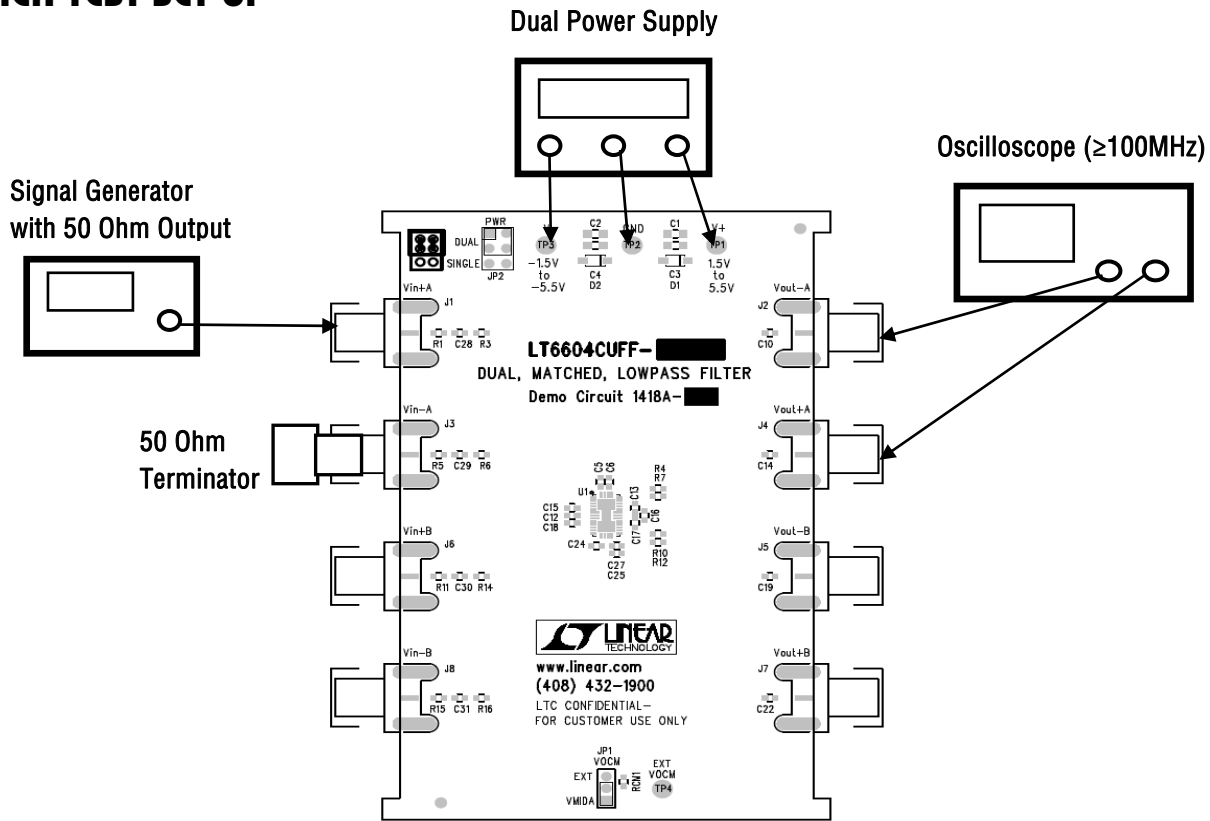 Dual Power Supply
Oscilloscope (≥100MHz)
Signal Generator
with 50 Ohm Output
50 Ohm
Terminator
PWR
DUAL
SINGLE
JP2
TP3
-1.5V
to
-5.5V
C2
C4
D2
GND
TP2
C1
C3
D1
V+
TP1
1.5V
to
5.5V
Vin+A
J1
R1 C28 R3
Vout-A
J2
C10
LT6604CUFF-
DUAL, MATCHED, LOWPASS FILTER
Demo Circuit 1418A-
Vin-A
J3
R5 C29 R6
Vout+A
J4
C14
C5
C6
U1
C15
C12
C18
C24
C27
C25
C13
C16
C17
R4
R7
R10
R12
Vin+B
J6
R11 C30 R14
Vout-B
J5
C19
Vin-B
J8
R15 C31 R16
Vout+B
J7
C22
LINEAR
TECHNOLOGY
www.linear.com
(408) 432-1900
LTC CONFIDENTIAL-
FOR CUSTOMER USE ONLY
JP1
VOCM
EXT
VMIDA
RCM1
EXT
VOCM
TP4